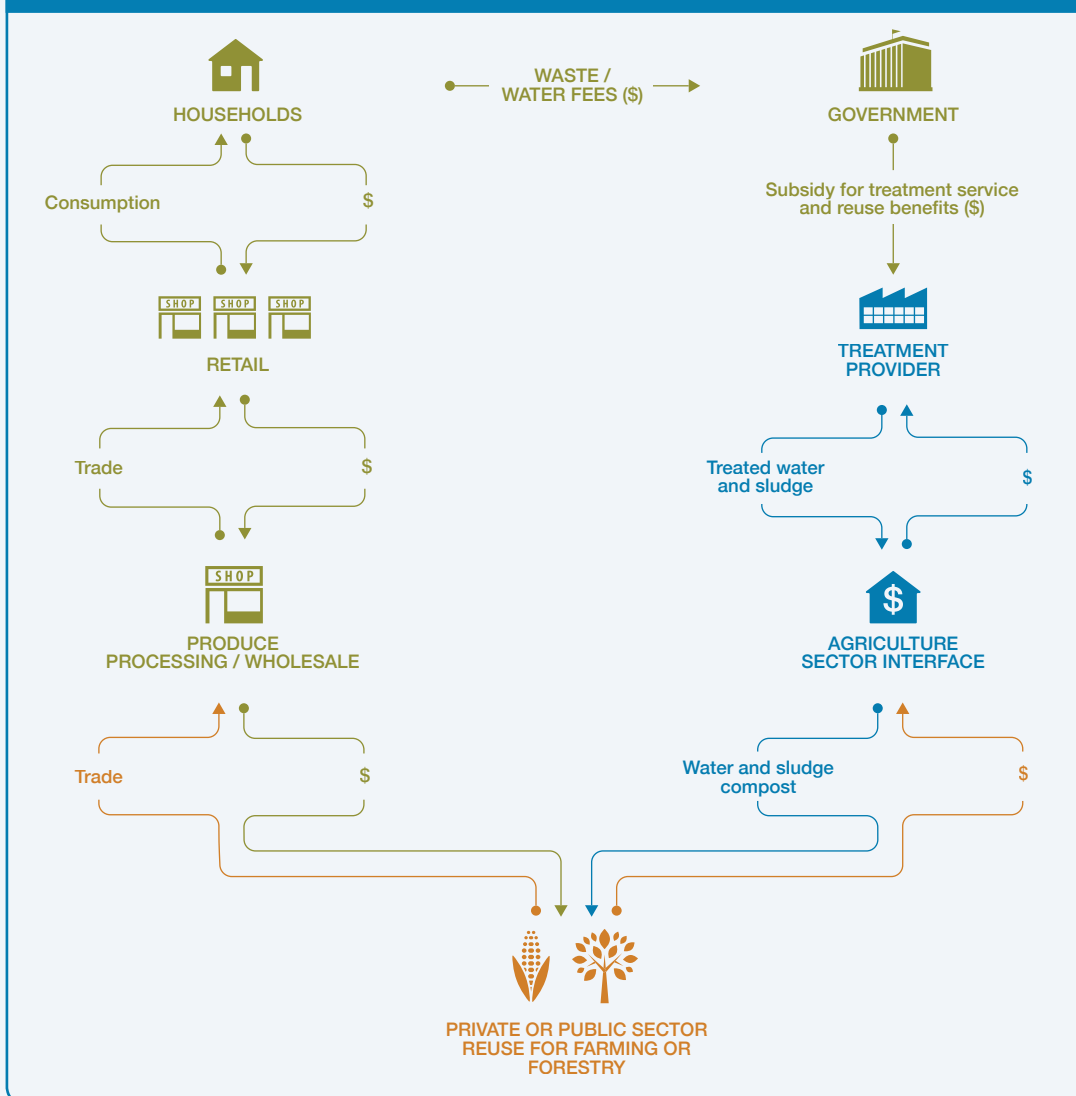 WASTE /
WATER FEES ($)
HOUSEHOLDS
GOVERNMENT
Consumption
$
Subsidy for treatment service
and reuse benefits ($)
SHOP SHOP SHOP
RETAIL
TREATMENT
PROVIDER
Trade
$
Treated water
and sludge
$
SHOP
$
PRODUCE
PROCESSING / WHOLESALE
AGRICULTURE
SECTOR INTERFACE
Trade
$
Water and sludge
compost
$
PRIVATE OR PUBLIC SECTOR
REUSE FOR FARMING OR
FORESTRY